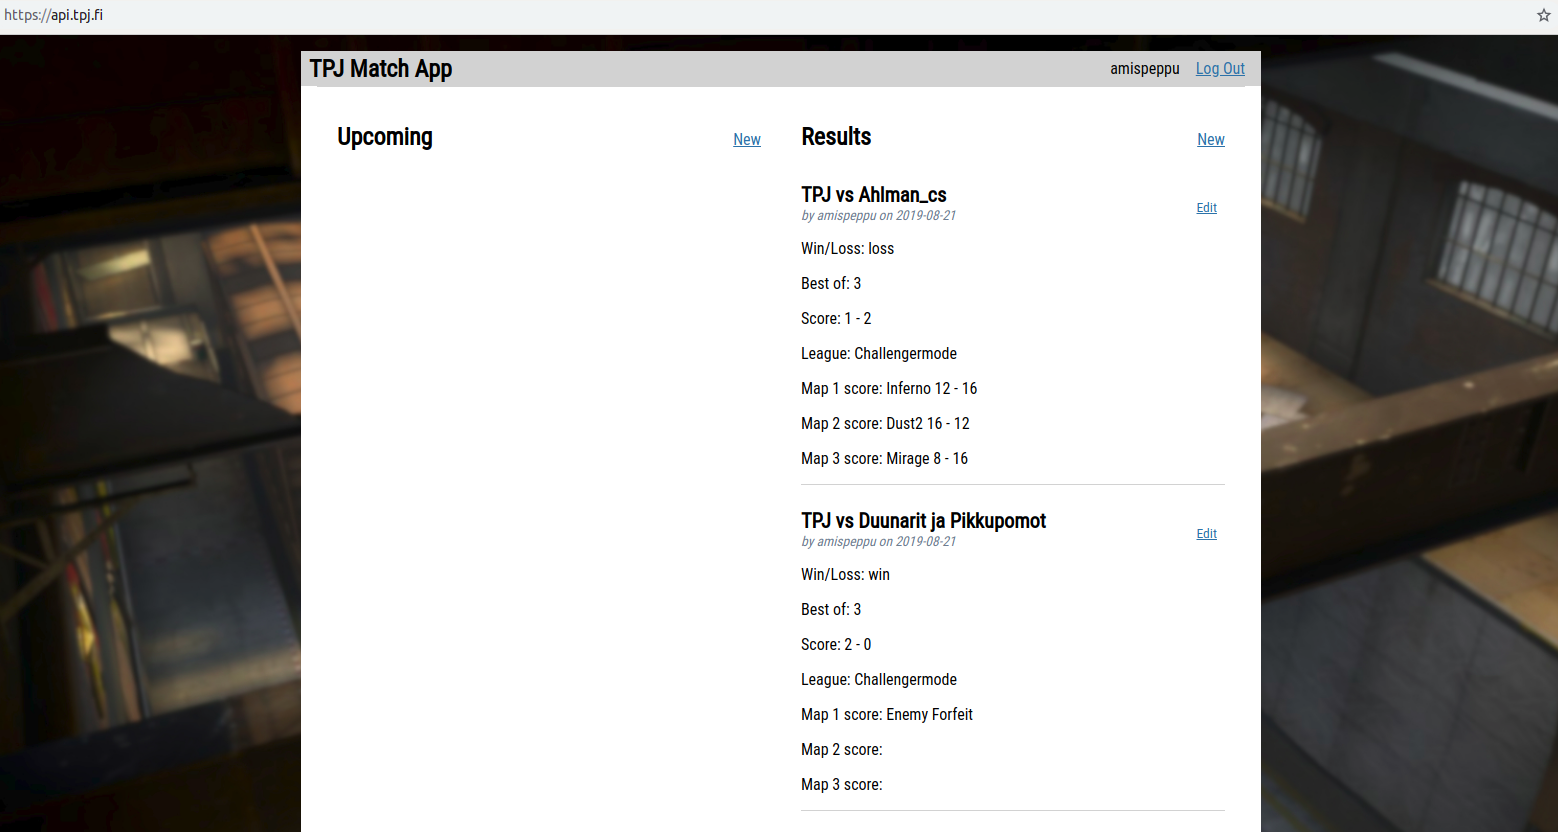 https://api.tpj.fi
TPJ Match App
amispeppu Log Out
Upcoming New
Results New
TPJ vs Ahlman_cs
by amispeppu on 2019-08-21
Edit
Win/Loss: loss
Best of: 3
Score: 1 - 2
League: Challengermode
Map 1 score: Inferno 12 - 16
Map 2 score: Dust2 16 - 12
Map 3 score: Mirage 8 - 16
TPJ vs Duunarit ja Pikkupomot
by amispeppu on 2019-08-21
Edit
Win/Loss: win
Best of: 3
Score: 2 - 0
League: Challengermode
Map 1 score: Enemy Forfeit
Map 2 score:
Map 3 score: